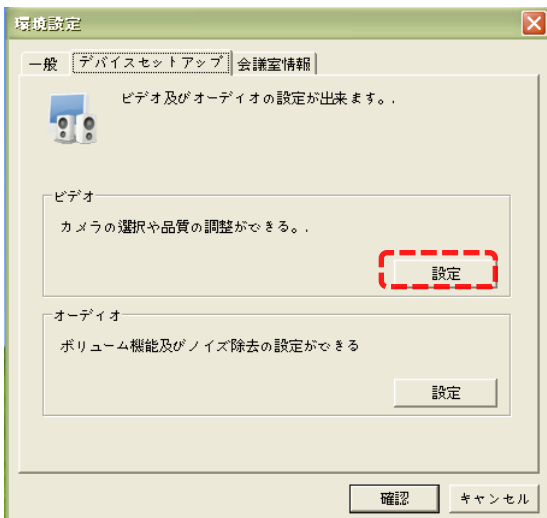 環境設定
一般 デバイスセットアップ 会議室情報
ビデオ及びオーディオの設定が出来ます。.
ビデオ
カメラの選択や品質の調整ができる。.
設定
オーディオ
ボリューム機能及びノイズ除去の設定ができる
設定
確認 キャンセル